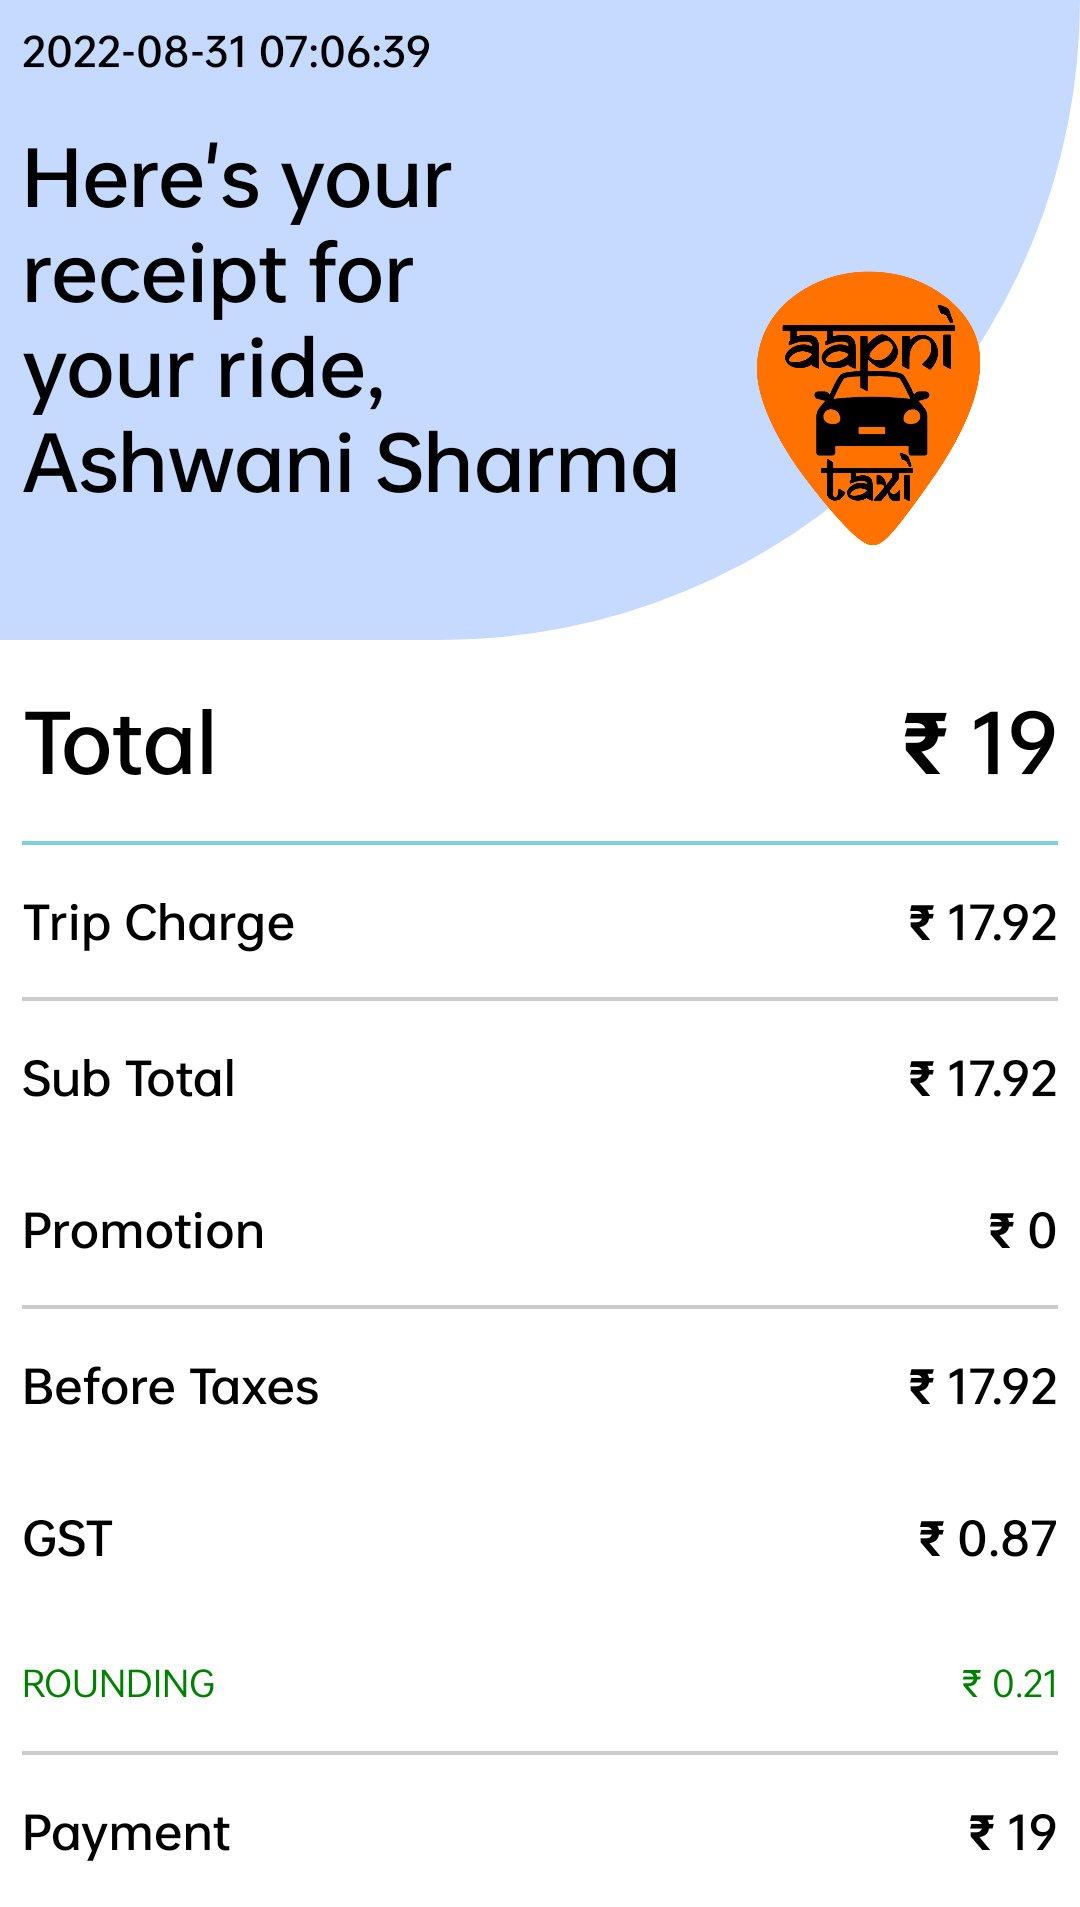 2022-08-31 07:06:39
Here's your
receipt for
your ride,
Ashwani Sharma
aapni
taxi
Total ₹ 19
Trip Charge ₹ 17.92
Sub Total ₹ 17.92
Promotion ₹ 0
Before Taxes ₹ 17.92
GST ₹ 0.87
ROUNDING ₹ 0.21
Payment ₹ 19